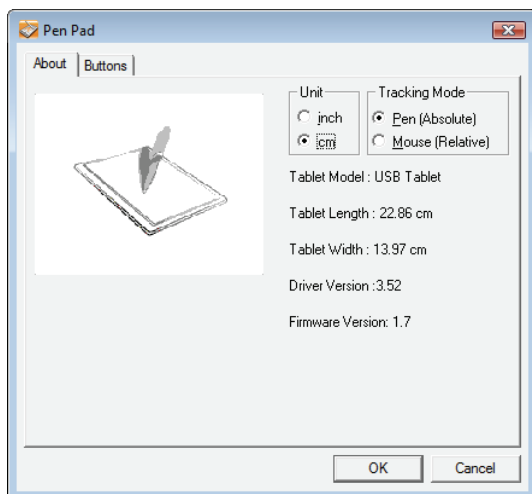 Pen Pad
About
Buttons
Unit
inch
cm
Tracking Mode
Pen (Absolute)
Mouse (Relative)
Tablet Model : USB Tablet
Tablet Length : 22.86 cm
Tablet Width : 13.97 cm
Driver Version :3.52
Firmware Version: 1.7
OK
Cancel